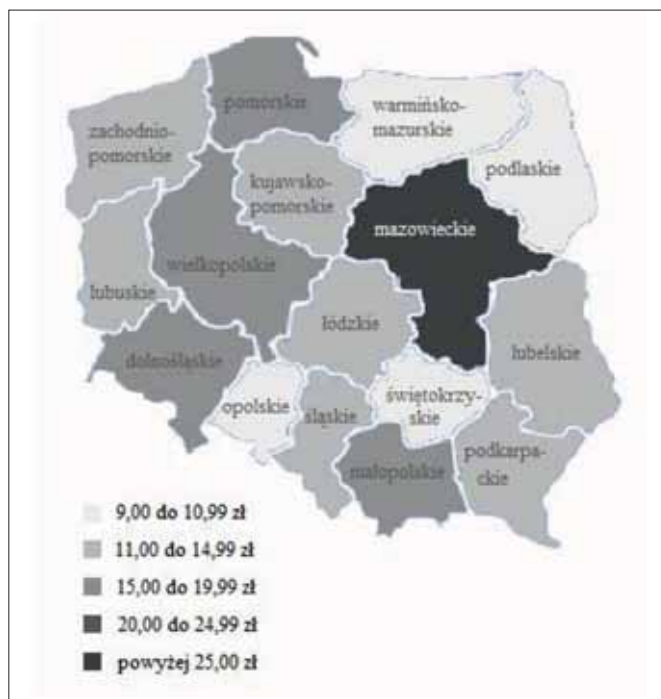 pomorskie
warmińsko-
mazurskie
zachodnio-
pomorskie
podlaskie
kujawsko-
pomorskie
mazowieckie
wielkopolskie
lubuskie
łódzkie
lubelskie
dolnośląskie
opolskie
śląskie
świętokrzy-
skie
małopolskie
podkarpa-
ckie
9,00 do 10,99 zł
11,00 do 14,99 zł
15,00 do 19,99 zł
20,00 do 24,99 zł
powyżej 25,00 zł